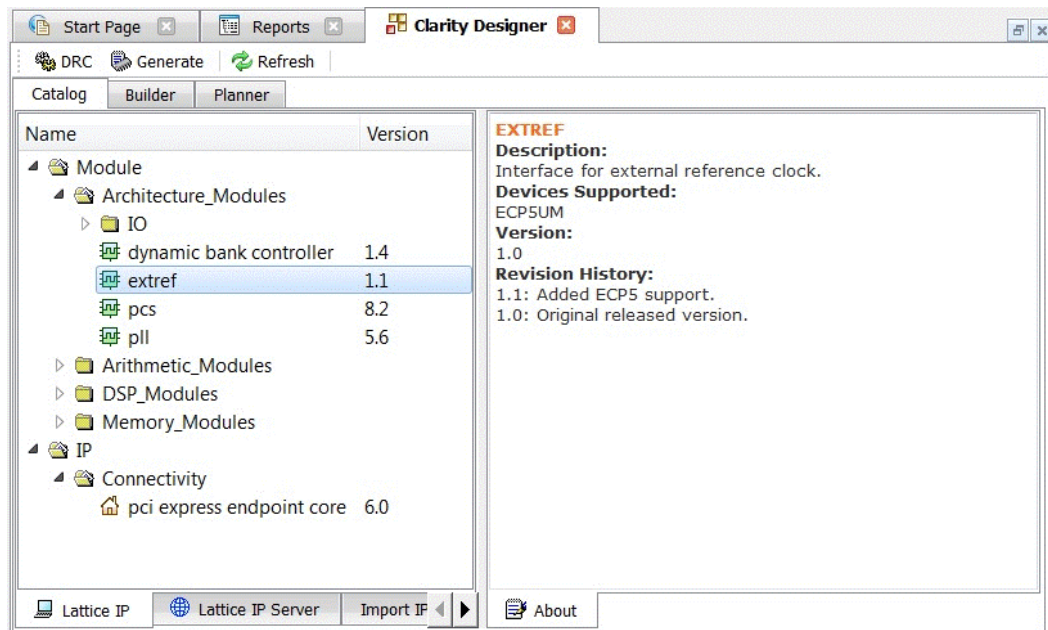 Start Page Reports Clarity Designer
DRC Generate Refresh
Catalog Builder Planner
Name Version
Module
Architecture_Modules
IO
dynamic bank controller 1.4
extref 1.1
pcs 8.2
pll 5.6
Arithmetic_Modules
DSP_Modules
Memory_Modules
IP
Connectivity
pci express endpoint core 6.0
Lattice IP Lattice IP Server Import IP
EXTREF
Description:
Interface for external reference clock.
Devices Supported:
ECP5UM
Version:
1.0
Revision History:
1.1: Added ECP5 support.
1.0: Original released version.
About